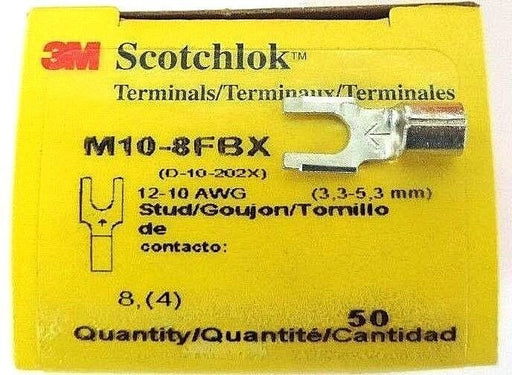 3M Scotchlok™
Terminals/Terminaux/Terminales
M10-8FBX
(D-10-202X)
12-10 AWG (3,3-5,3 mm)
Stud/Goujon/Tornillo
de
contacto:
8,(4)
50
Quantity/Quantité/Cantidad